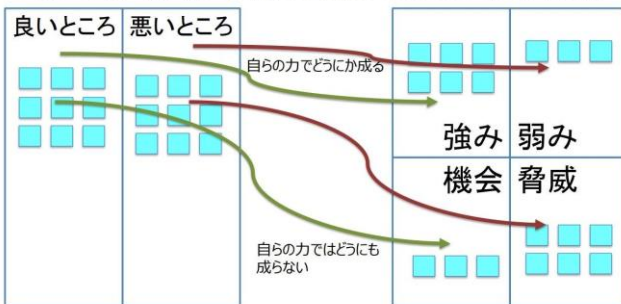 良いところ
悪いところ
自らの力でどうにか成る
強み
弱み
機会
脅威
自らの力ではどうにも
成らない